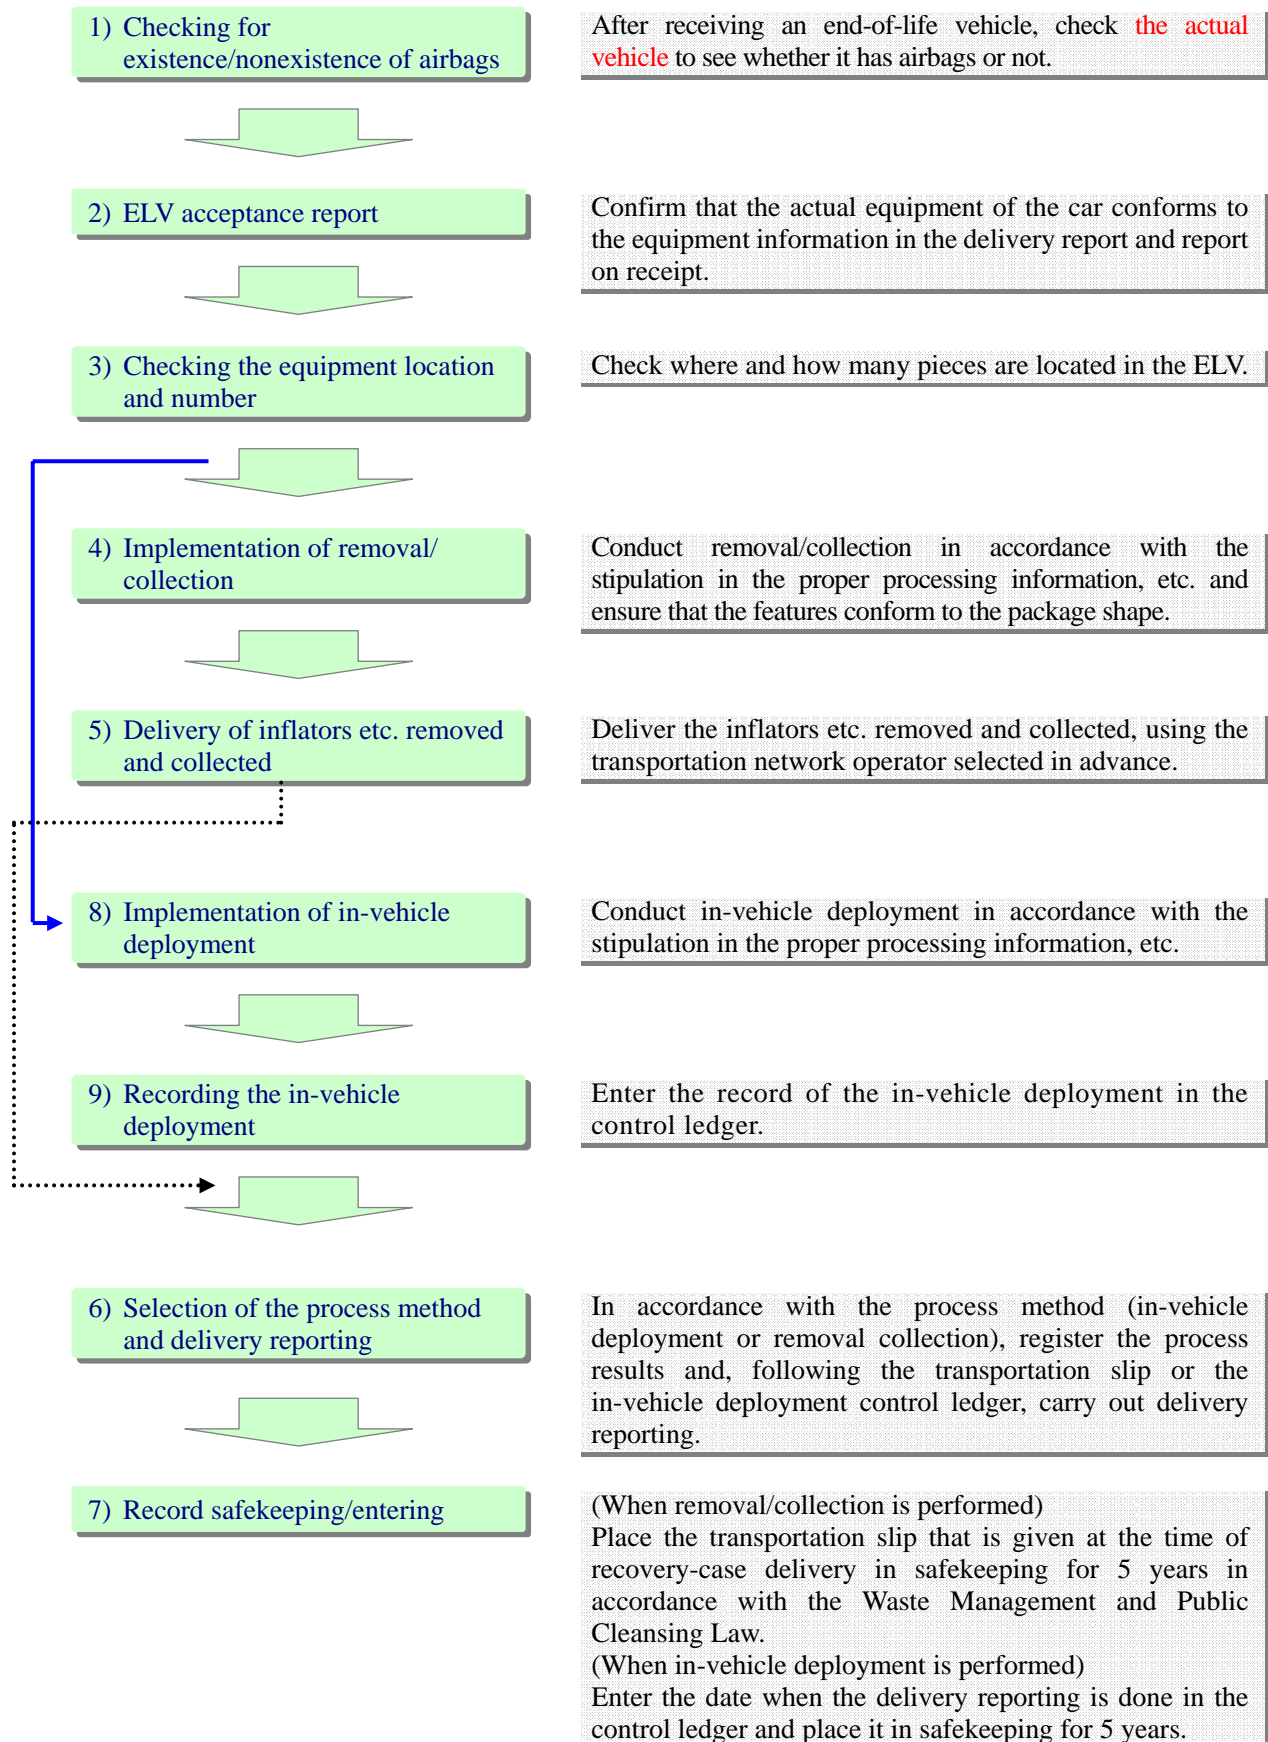 1) Checking for
existence/nonexistence of airbags
After receiving an end-of-life vehicle, check the actual
vehicle to see whether it has airbags or not.
2) ELV acceptance report
Confirm that the actual equipment of the car conforms to
the equipment information in the delivery report and report
on receipt.
3) Checking the equipment location
and number
Check where and how many pieces are located in the ELV.
4) Implementation of removal/
collection
Conduct removal/collection in accordance with the
stipulation in the proper processing information, etc. and
ensure that the features conform to the package shape.
5) Delivery of inflators etc. removed
and collected
Deliver the inflators etc. removed and collected, using the
transportation network operator selected in advance.
8) Implementation of in-vehicle
deployment
Conduct in-vehicle deployment in accordance with the
stipulation in the proper processing information, etc.
9) Recording the in-vehicle
deployment
Enter the record of the in-vehicle deployment in the
control ledger.
6) Selection of the process method
and delivery reporting
In accordance with the process method (in-vehicle
deployment or removal collection), register the process
results and, following the transportation slip or the
in-vehicle deployment control ledger, carry out delivery
reporting.
7) Record safekeeping/entering
(When removal/collection is performed)
Place the transportation slip that is given at the time of
recovery-case delivery in safekeeping for 5 years in
accordance with the Waste Management and Public
Cleansing Law.
(When in-vehicle deployment is performed)
Enter the date when the delivery reporting is done in the
control ledger and place it in safekeeping for 5 years.